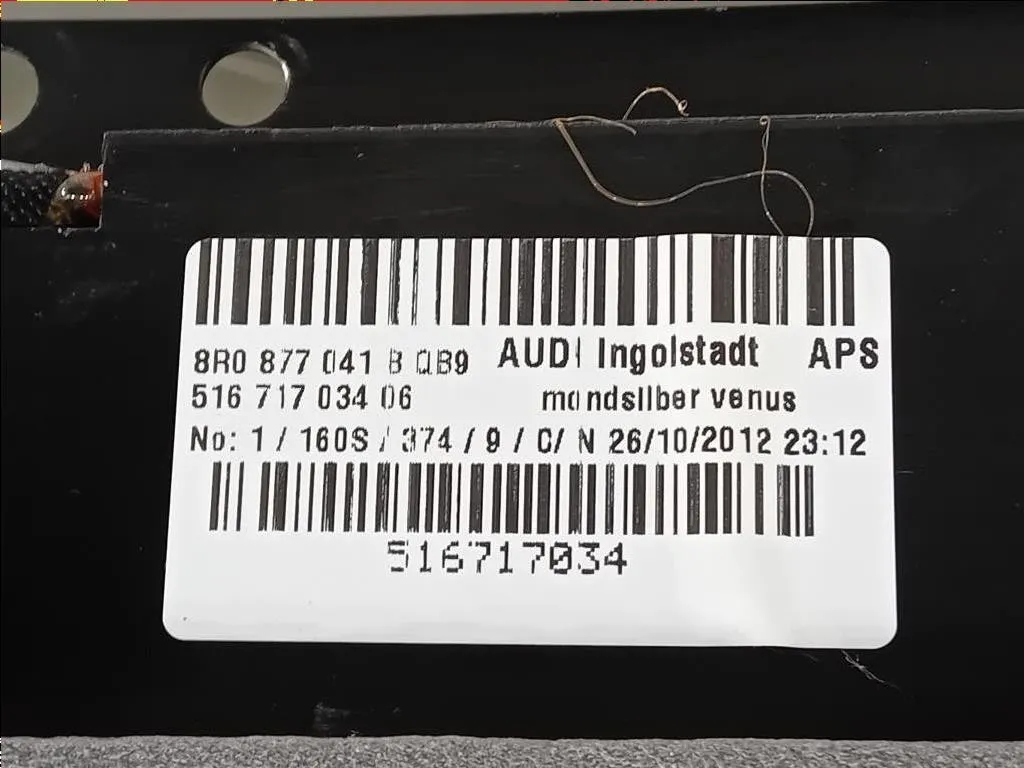 8R0 877 041 B QB9 AUDI Ingolstadt APS
516 717 034 06 mondsilber venus
No: 1 / 160S / 374 / 9 / C/ N 26/10/2012 23:12
516717034